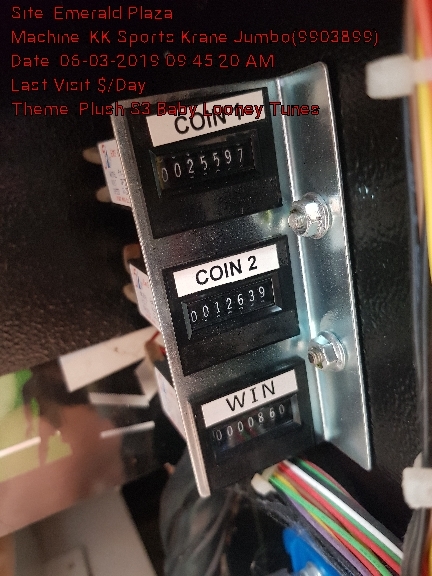 Site Emerald Plaza
Machine KK Sports Krane Jumbo(9903899)
Date 06-03-2019 09 45 20 AM
Last Visit $/Day
Theme Plush S3 Baby Looney Tunes
COIN 1
0025597
COIN 2
0012639
WIN
0000860